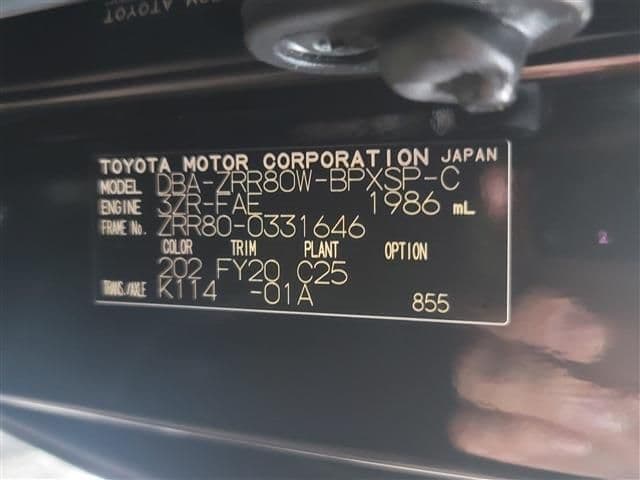 TOYOTA MOTOR CORPORATION JAPAN
MODEL DBA-ZRR80W-BPXSP-C
ENGINE 3ZR-FAE 1986 mL
FRAME No. ZRR80-0331646
COLOR TRIM PLANT OPTION
202 FY20 C25
TRANS./AXLE K114 -01A 855